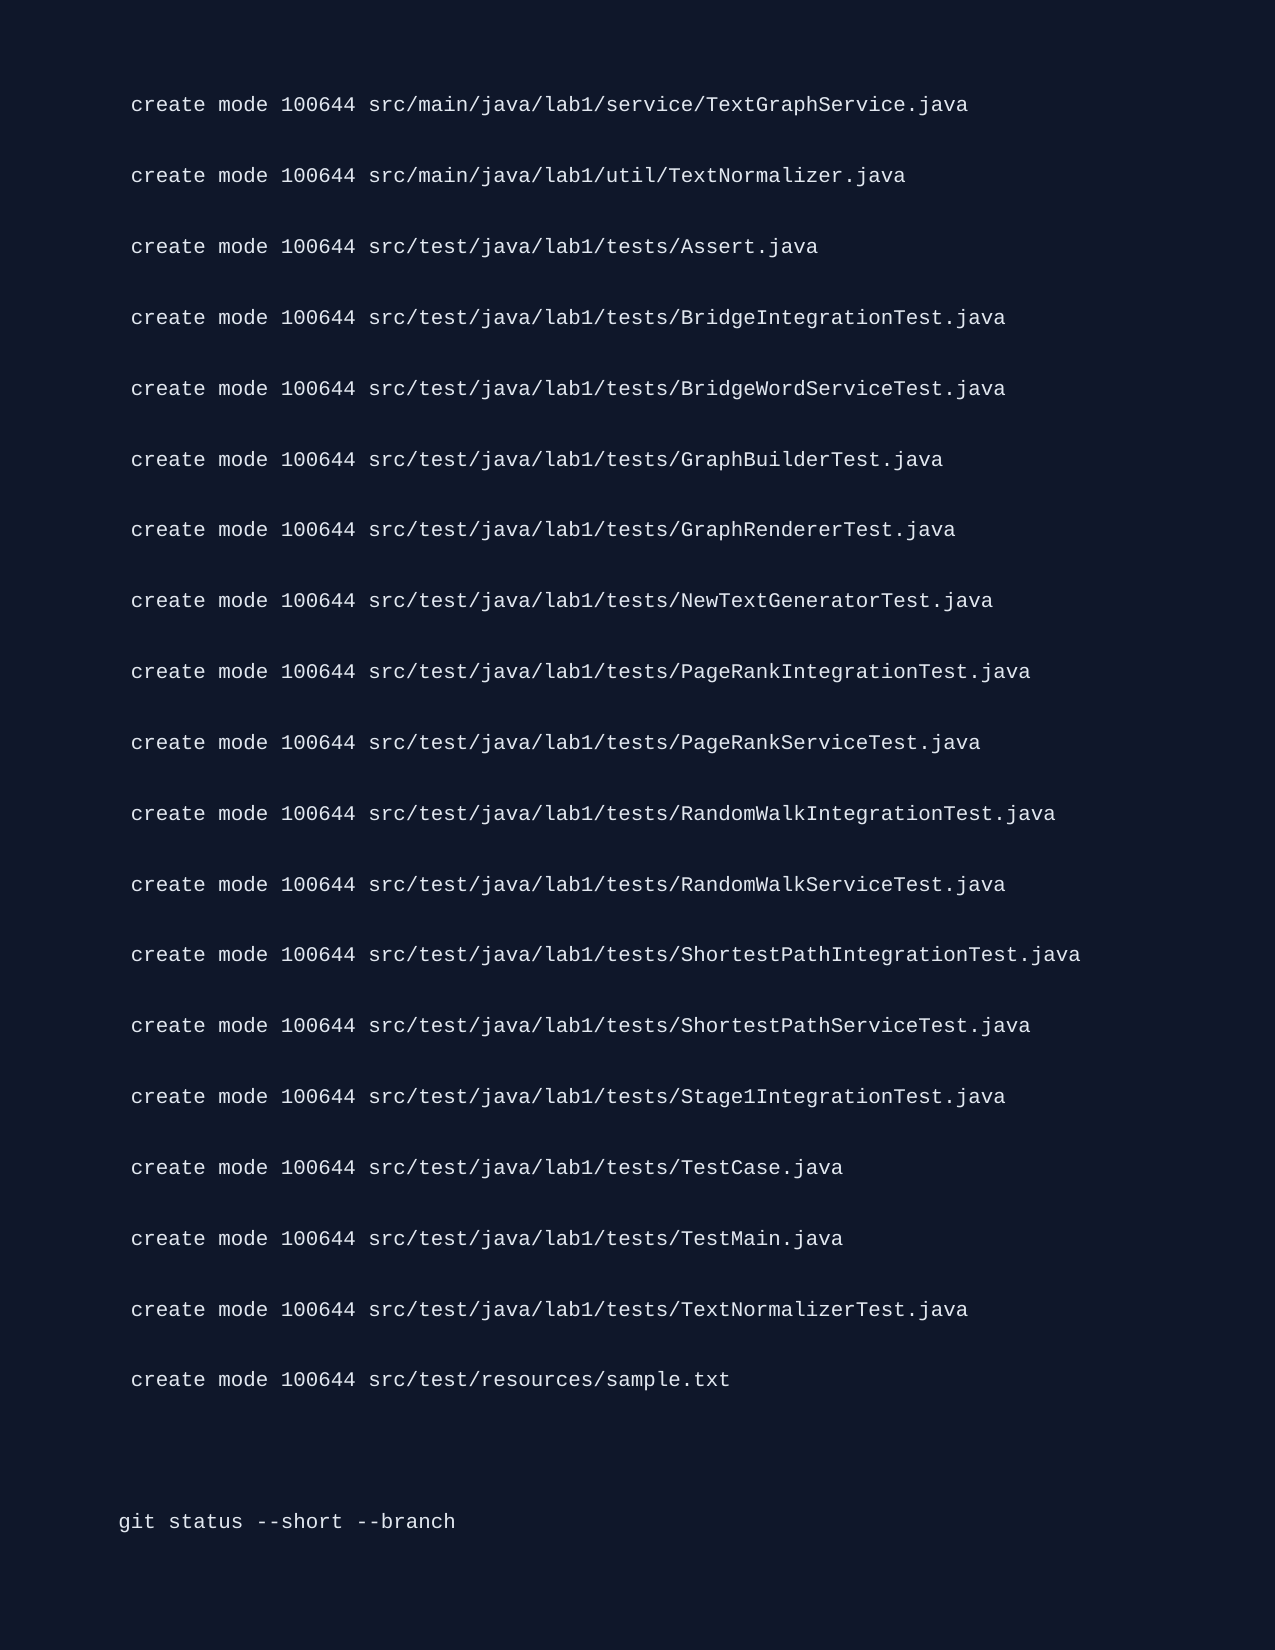 create mode 100644 src/main/java/lab1/service/TextGraphService.java
create mode 100644 src/main/java/lab1/util/TextNormalizer.java
create mode 100644 src/test/java/lab1/tests/Assert.java
create mode 100644 src/test/java/lab1/tests/BridgeIntegrationTest.java
create mode 100644 src/test/java/lab1/tests/BridgeWordServiceTest.java
create mode 100644 src/test/java/lab1/tests/GraphBuilderTest.java
create mode 100644 src/test/java/lab1/tests/GraphRendererTest.java
create mode 100644 src/test/java/lab1/tests/NewTextGeneratorTest.java
create mode 100644 src/test/java/lab1/tests/PageRankIntegrationTest.java
create mode 100644 src/test/java/lab1/tests/PageRankServiceTest.java
create mode 100644 src/test/java/lab1/tests/RandomWalkIntegrationTest.java
create mode 100644 src/test/java/lab1/tests/RandomWalkServiceTest.java
create mode 100644 src/test/java/lab1/tests/ShortestPathIntegrationTest.java
create mode 100644 src/test/java/lab1/tests/ShortestPathServiceTest.java
create mode 100644 src/test/java/lab1/tests/Stage1IntegrationTest.java
create mode 100644 src/test/java/lab1/tests/TestCase.java
create mode 100644 src/test/java/lab1/tests/TestMain.java
create mode 100644 src/test/java/lab1/tests/TextNormalizerTest.java
create mode 100644 src/test/resources/sample.txt
git status --short --branch